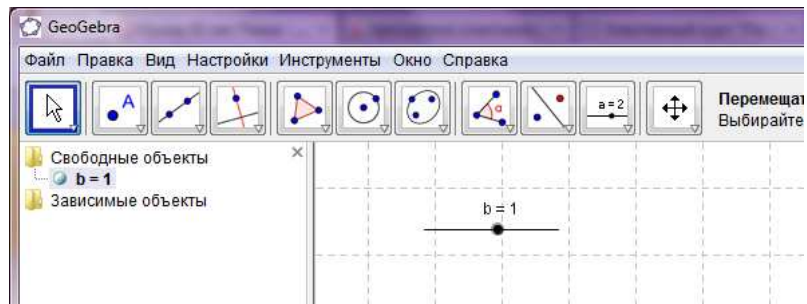 GeoGebra
Файл Правка Вид Настройки Инструменты Окно Справка
A
α
a = 2
Перемещат
Выбирайте
Свободные объекты
b = 1
Зависимые объекты
b = 1